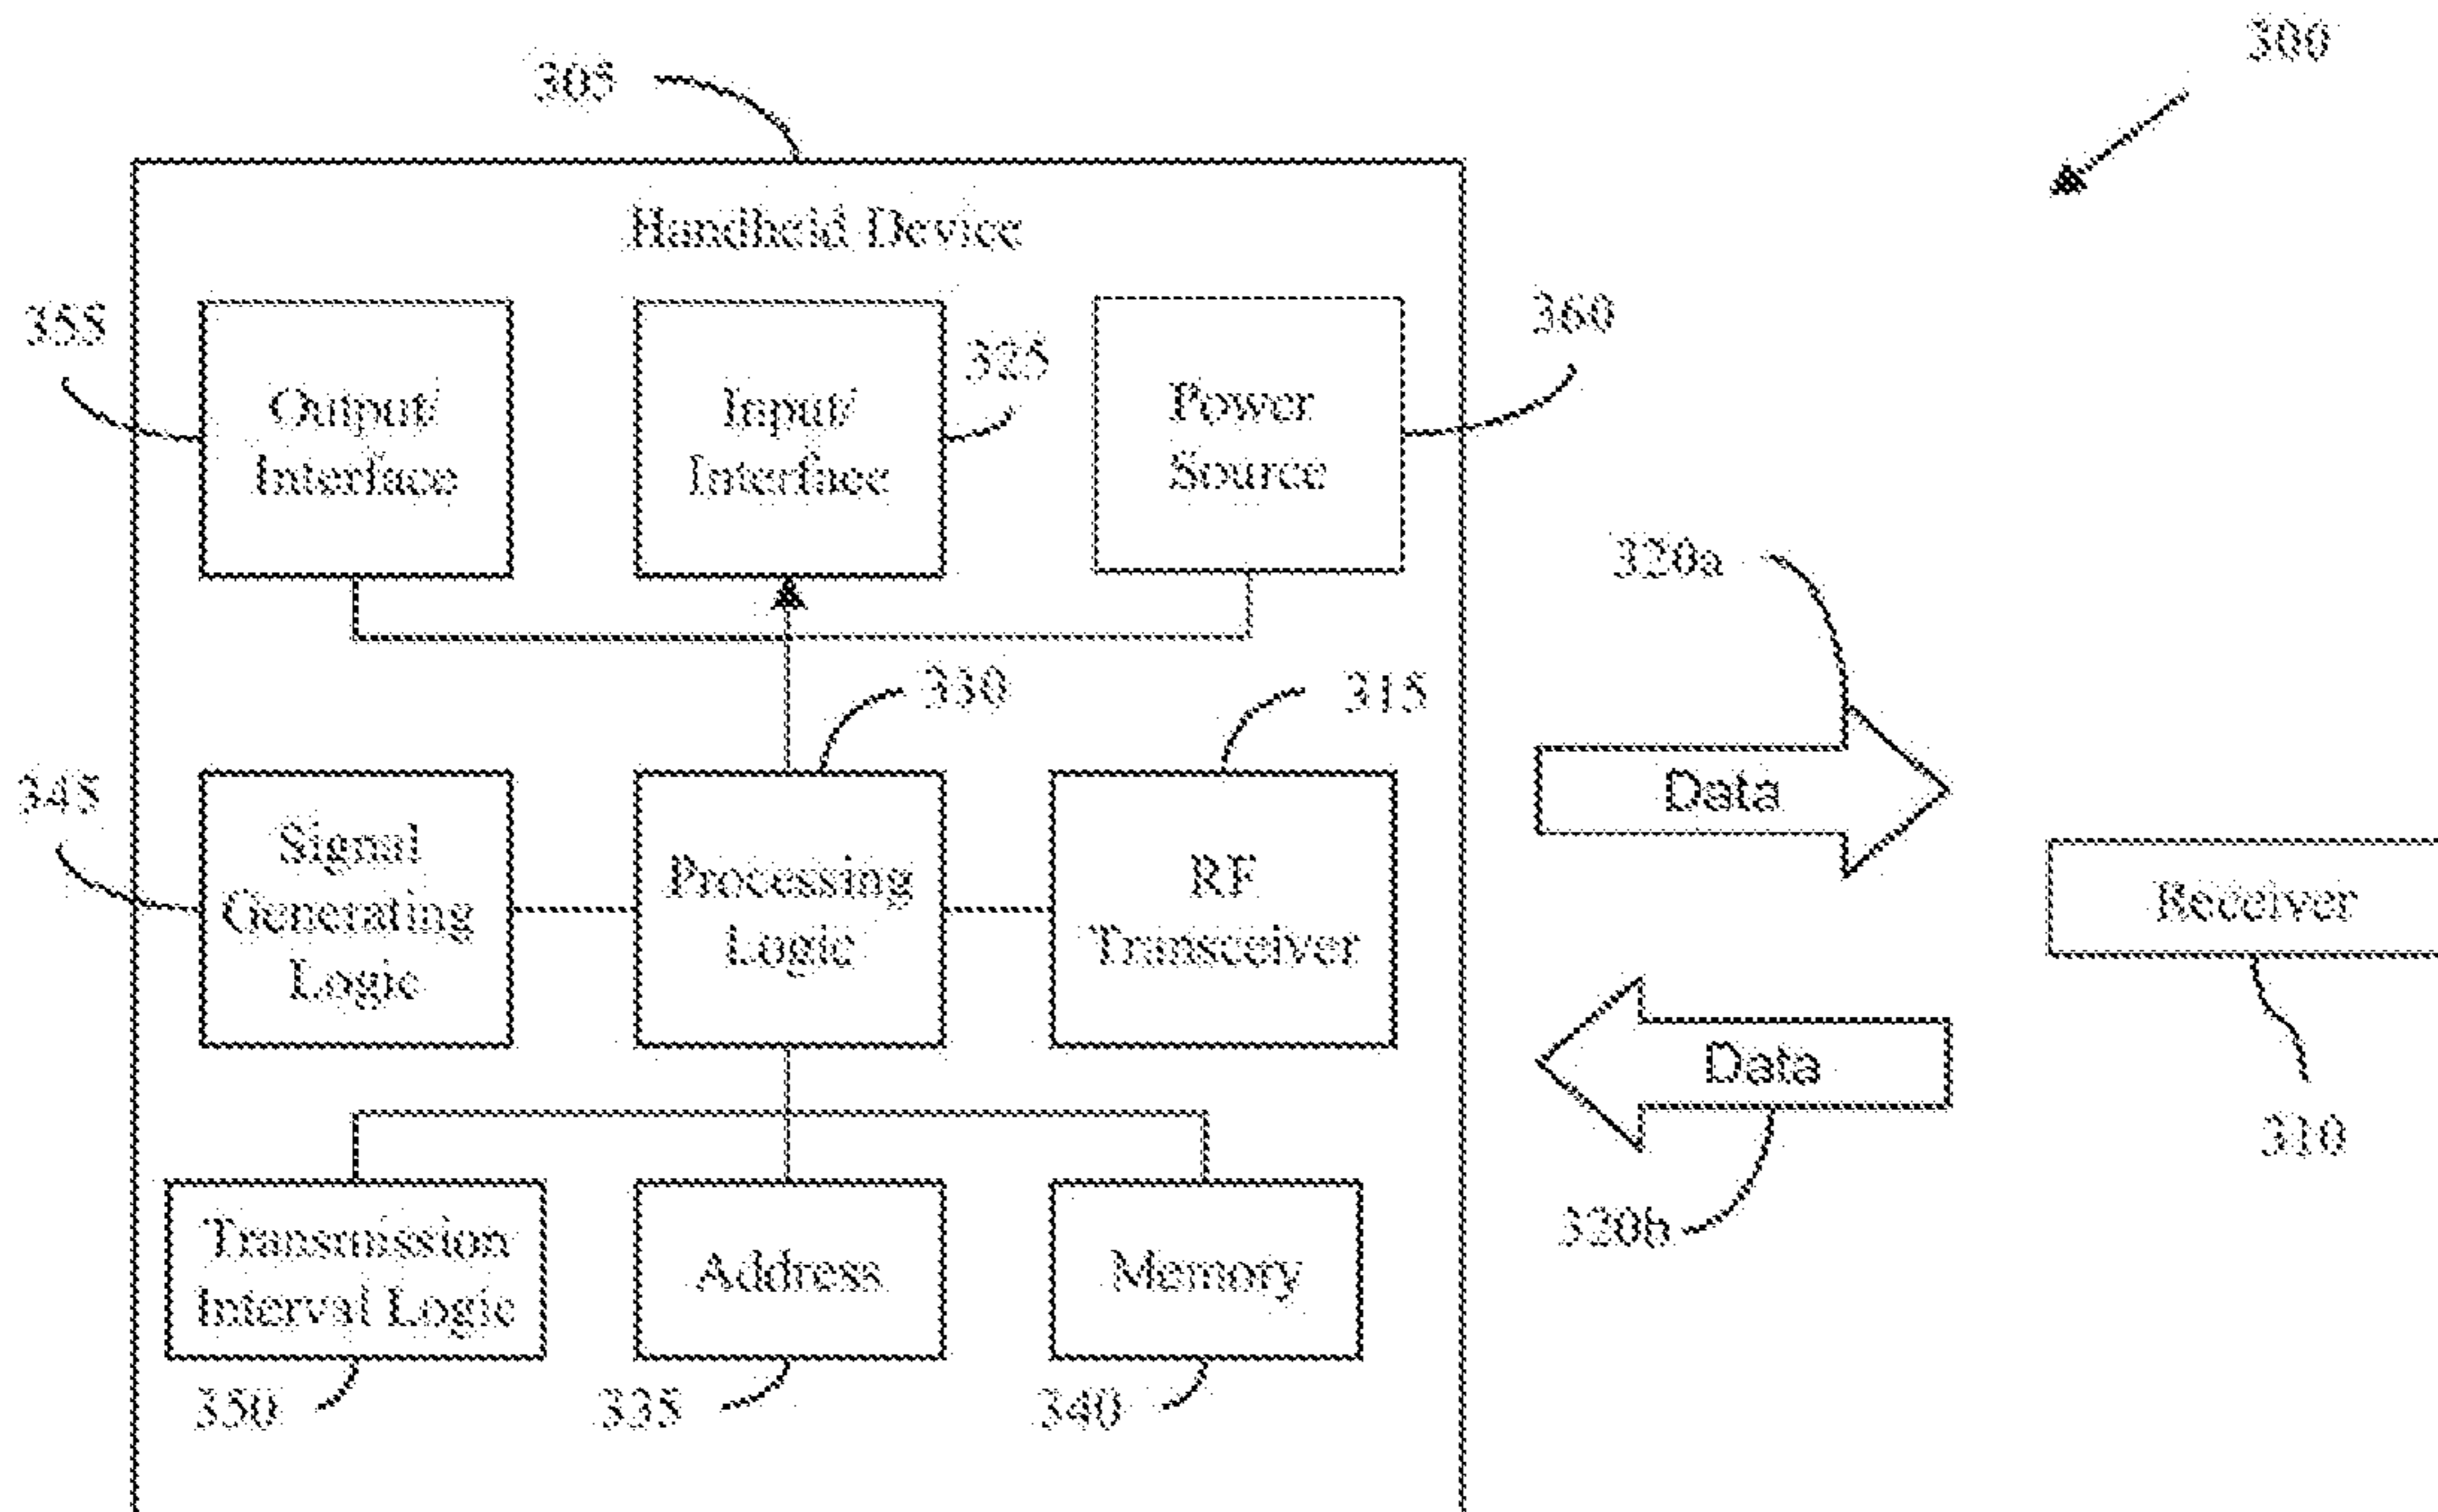 300
305
Handheld Device
355
Output/
Interface
325
Input/
Interface
360
Power
Source
320a
330
315
345
Signal
Generating
Logic
Processing
Logic
RF
Transceiver
Data
Receiver
310
Data
320b
Transmission
Interval Logic
Address
Memory
350
335
340